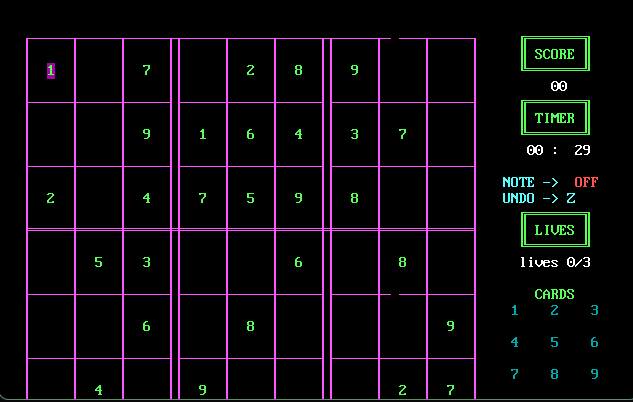 SCORE
1 7 2 8 9
00
TIMER
9 1 6 4 3 7
00 : 29
NOTE -> OFF
2 4 7 5 9 8
UNDO -> Z
LIVES
5 3 6 8
lives 0/3
CARDS
1 2 3
6 8 9
4 5 6
7 8 9
4 9 2 7